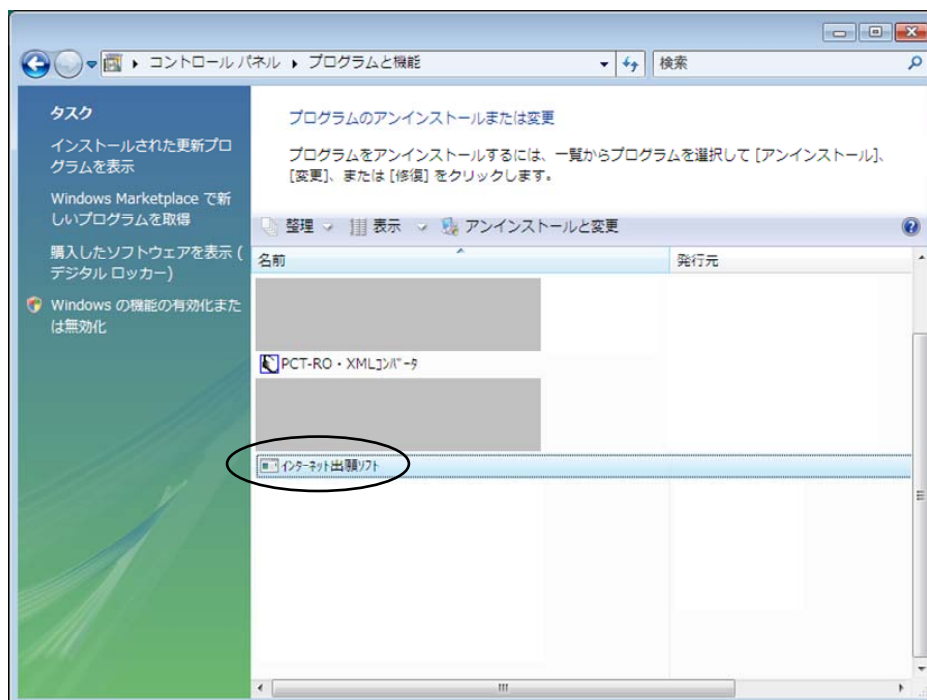 コントロール パネル ▶ プログラムと機能
検索
タスク
インストールされた更新プロ
グラムを表示
Windows Marketplace で新
しいプログラムを取得
購入したソフトウェアを表示 (
デジタル ロッカー)
Windows の機能の有効化また
は無効化
プログラムのアンインストールまたは変更
プログラムをアンインストールするには、一覧からプログラムを選択して [アンインストール]、
[変更]、または [修復] をクリックします。
整理 表示 アンインストールと変更
名前 発行元
PCT-RO・XMLコンバータ
インターネット出願ソフト